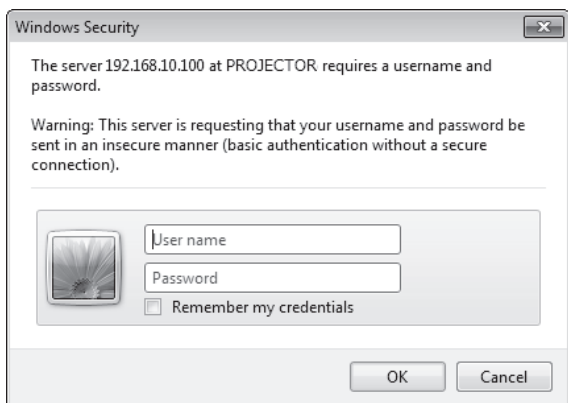 Windows Security
The server 192.168.10.100 at PROJECTOR requires a username and
password.
Warning: This server is requesting that your username and password be
sent in an insecure manner (basic authentication without a secure
connection).
User name
Password
Remember my credentials
OK
Cancel